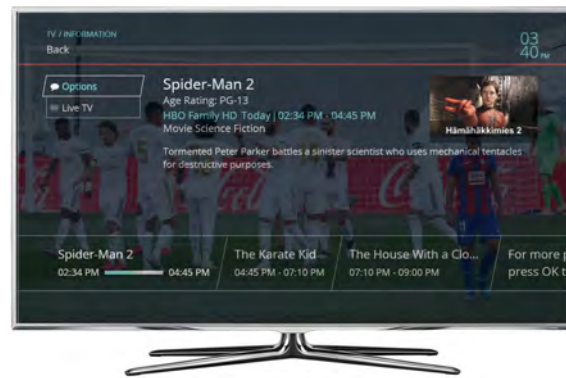 TV / INFORMATION
Back
03
40 PM
Options
Live TV
Spider-Man 2
Age Rating: PG-13
HBO Family HD Today | 02:34 PM - 04:45 PM
Movie Science Fiction
Hämähäkkimies 2
Tormented Peter Parker battles a sinister scientist who uses mechanical tentacles
for destructive purposes.
Spider-Man 2
02:34 PM 04:45 PM
The Karate Kid
04:45 PM - 07:10 PM
The House With a Clo...
07:10 PM - 09:00 PM
For more
press OK